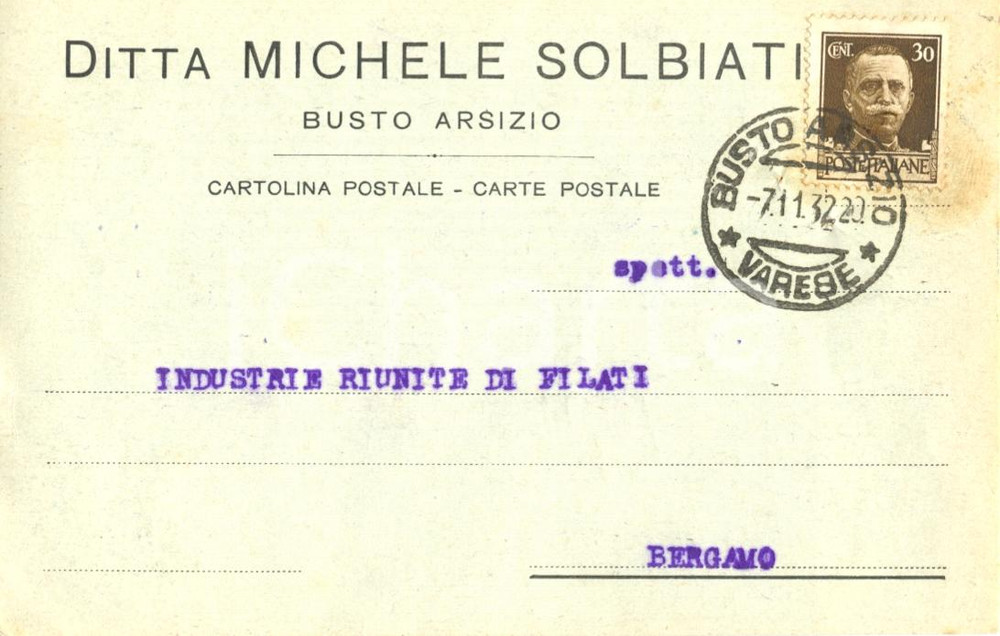 DITTA MICHELE SOLBIATI
BUSTO ARSIZIO
CARTOLINA POSTALE - CARTE POSTALE
CENT. 30
POSTE ITALIANE
BUSTO ARSIZIO
-7.11.32.20
VARESE
spett.
INDUSTRIE RIUNITE DI FILATI
BERGAMO